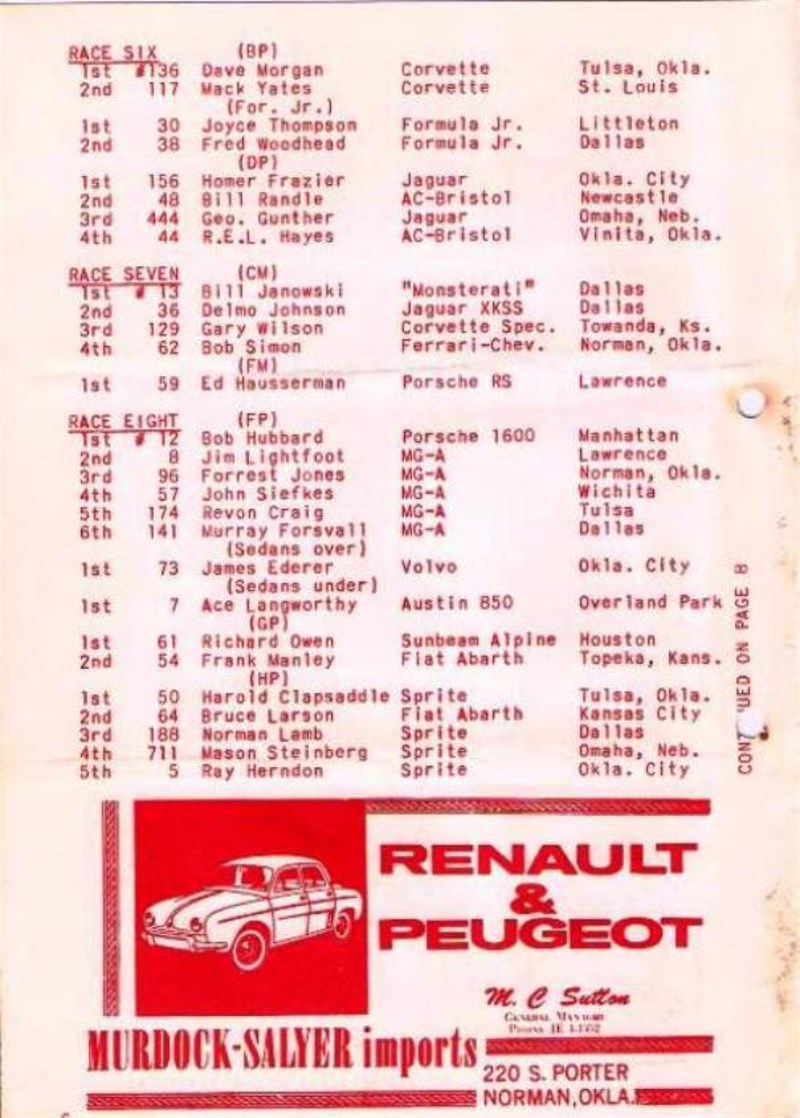 RACE SIX (BP)
1st #136 Dave Morgan Corvette Tulsa, Okla.
2nd 117 Mack Yates Corvette St. Louis
(For. Jr.)
1st 30 Joyce Thompson Formula Jr. Littleton
2nd 38 Fred Woodhead Formula Jr. Dallas
(DP)
1st 156 Homer Frazier Jaguar Okla. City
2nd 48 Bill Randle AC-Bristol Newcastle
3rd 444 Geo. Gunther Jaguar Omaha, Neb.
4th 44 R.E.L. Hayes AC-Bristol Vinita, Okla.
RACE SEVEN (CM)
1st # 13 Bill Janowski "Monsterati" Dallas
2nd 36 Delmo Johnson Jaguar XKSS Dallas
3rd 129 Gary Wilson Corvette Spec. Towanda, Ks.
4th 62 Bob Simon Ferrari-Chev. Norman, Okla.
(FM)
1st 59 Ed Hausserman Porsche RS Lawrence
RACE EIGHT (FP)
1st # 12 Bob Hubbard Porsche 1600 Manhattan
2nd 8 Jim Lightfoot MG-A Lawrence
3rd 96 Forrest Jones MG-A Norman, Okla.
4th 57 John Siefkes MG-A Wichita
5th 174 Revon Craig MG-A Tulsa
6th 141 Murray Forsvall MG-A Dallas
(Sedans over)
1st 73 James Ederer Volvo Okla. City
(Sedans under)
1st 7 Ace Langworthy Austin 850 Overland Park
(GP)
1st 61 Richard Owen Sunbeam Alpine Houston
2nd 54 Frank Manley Fiat Abarth Topeka, Kans.
(HP)
1st 50 Harold Clapsaddle Sprite Tulsa, Okla.
2nd 64 Bruce Larson Fiat Abarth Kansas City
3rd 188 Norman Lamb Sprite Dallas
4th 711 Mason Steinberg Sprite Omaha, Neb.
5th 5 Ray Herndon Sprite Okla. City
ON PAGE 8
RENAULT
&
PEUGEOT
M. C Sutton
General Manager
MURDOCK-SALYER imports
220 S. PORTER
NORMAN, OKLA.